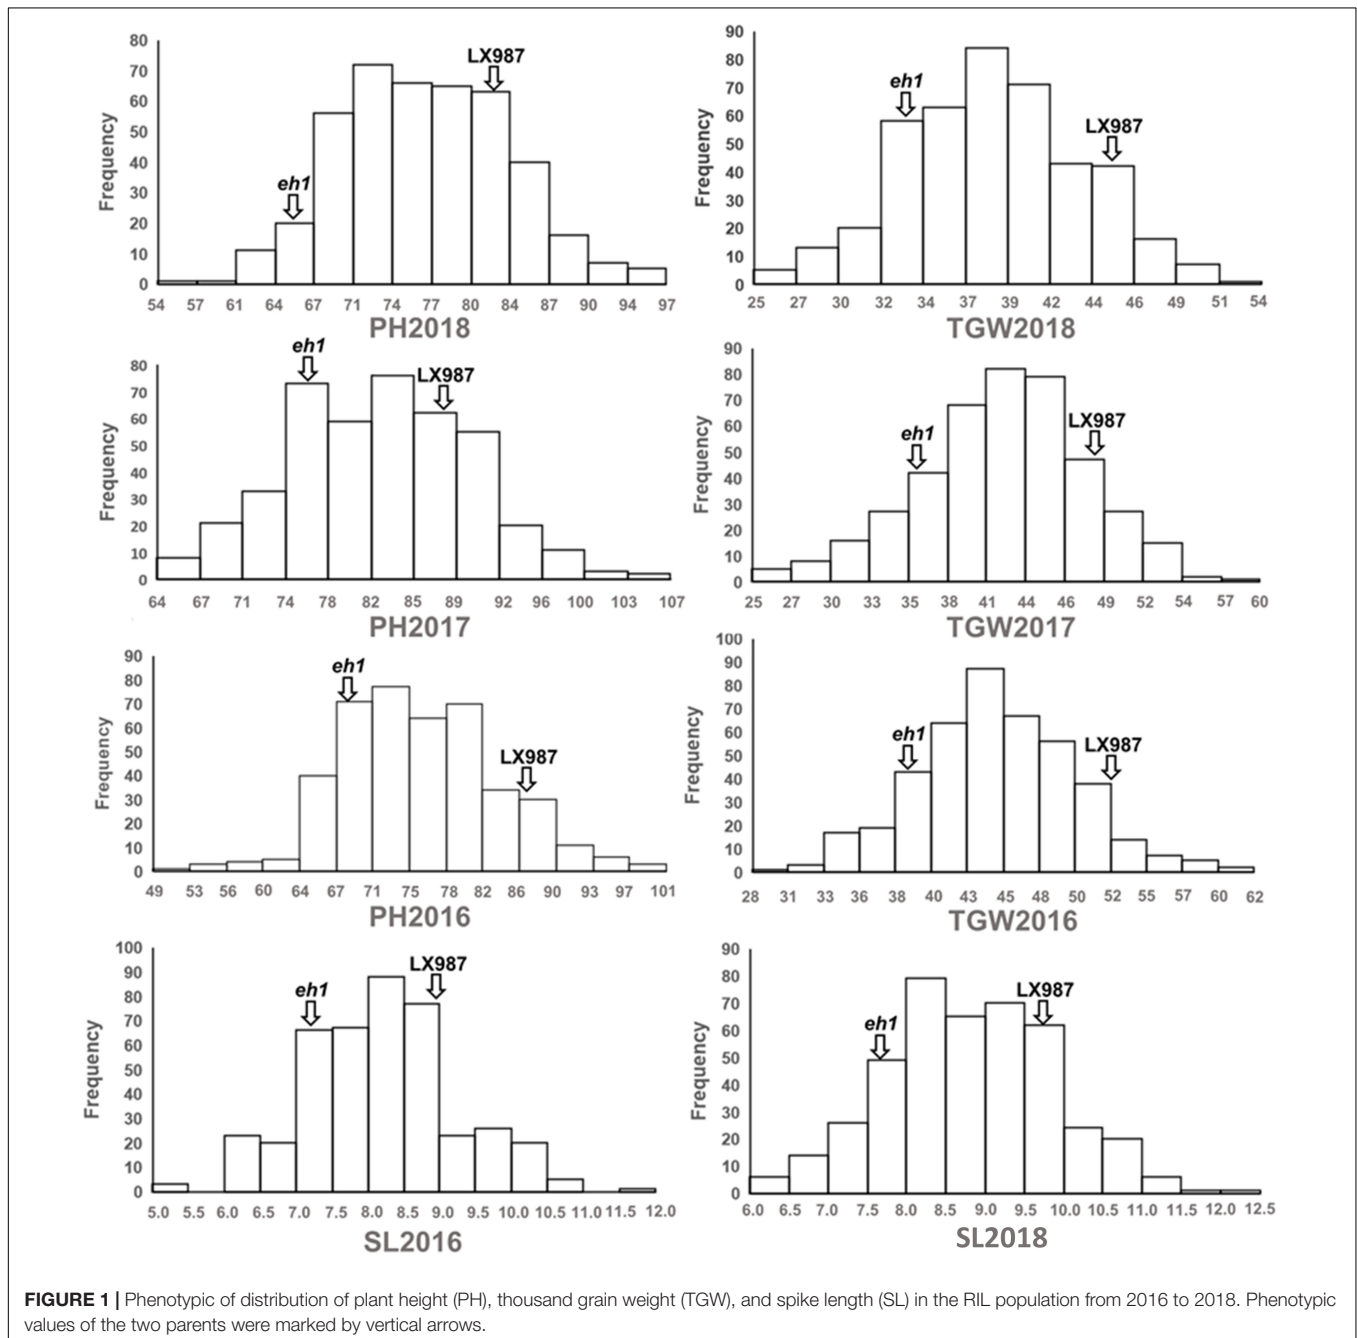 80
70
60
50
40
30
20
10
0
Frequency
eh1
LX987
54 57 61 64 67 71 74 77 80 84 87 90 94 97
PH2018
90
80
70
60
50
40
30
20
10
0
Frequency
eh1
LX987
25 27 30 32 34 37 39 42 44 46 49 51 54
TGW2018
80
70
60
50
40
30
20
10
0
Frequency
eh1
LX987
64 67 71 74 78 82 85 89 92 96 100 103 107
PH2017
90
80
70
60
50
40
30
20
10
0
Frequency
eh1
LX987
25 27 30 33 35 38 41 44 46 49 52 54 57 60
TGW2017
90
80
70
60
50
40
30
20
10
0
Frequency
eh1
LX987
49 53 56 60 64 67 71 75 78 82 86 90 93 97 101
PH2016
100
90
80
70
60
50
40
30
20
10
0
Frequency
eh1
LX987
28 31 33 36 38 40 43 45 48 50 52 55 57 60 62
TGW2016
100
90
80
70
60
50
40
30
20
10
0
Frequency
eh1
LX987
5.0 5.5 6.0 6.5 7.0 7.5 8.0 8.5 9.0 9.5 10.0 10.5 11.0 11.5 12.0
SL2016
90
80
70
60
50
40
30
20
10
0
Frequency
eh1
LX987
6.0 6.5 7.0 7.5 8.0 8.5 9.0 9.5 10.0 10.5 11.0 11.5 12.0 12.5
SL2018
FIGURE 1 | Phenotypic of distribution of plant height (PH), thousand grain weight (TGW), and spike length (SL) in the RIL population from 2016 to 2018. Phenotypic
values of the two parents were marked by vertical arrows.